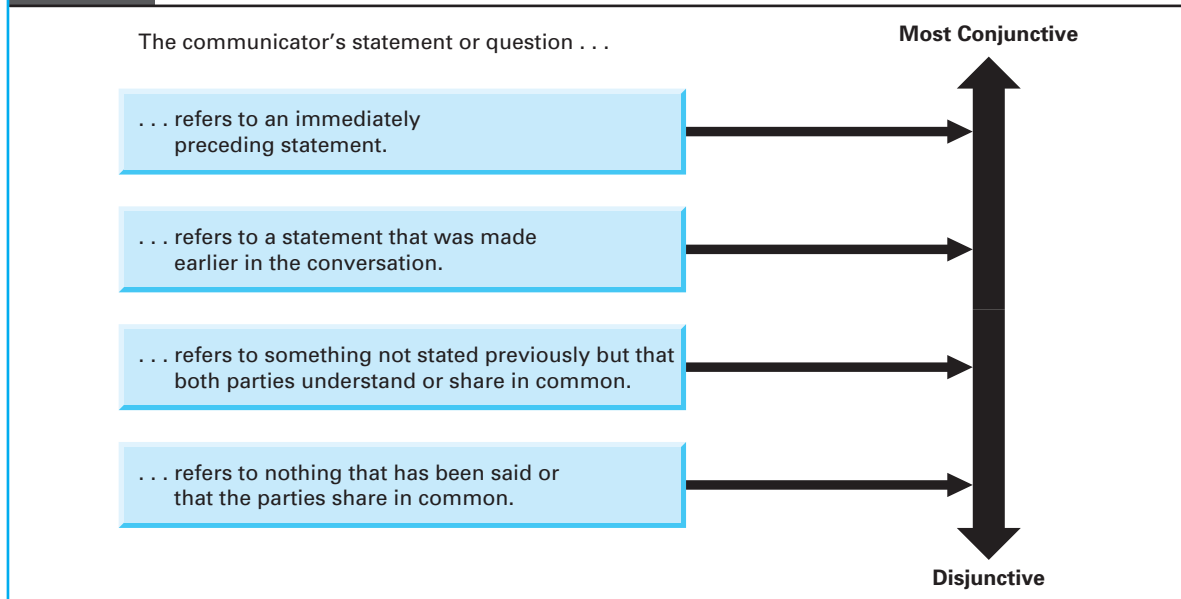 The communicator's statement or question . . .
Most Conjunctive
. . . refers to an immediately
preceding statement.
. . . refers to a statement that was made
earlier in the conversation.
. . . refers to something not stated previously but that
both parties understand or share in common.
. . . refers to nothing that has been said or
that the parties share in common.
Disjunctive